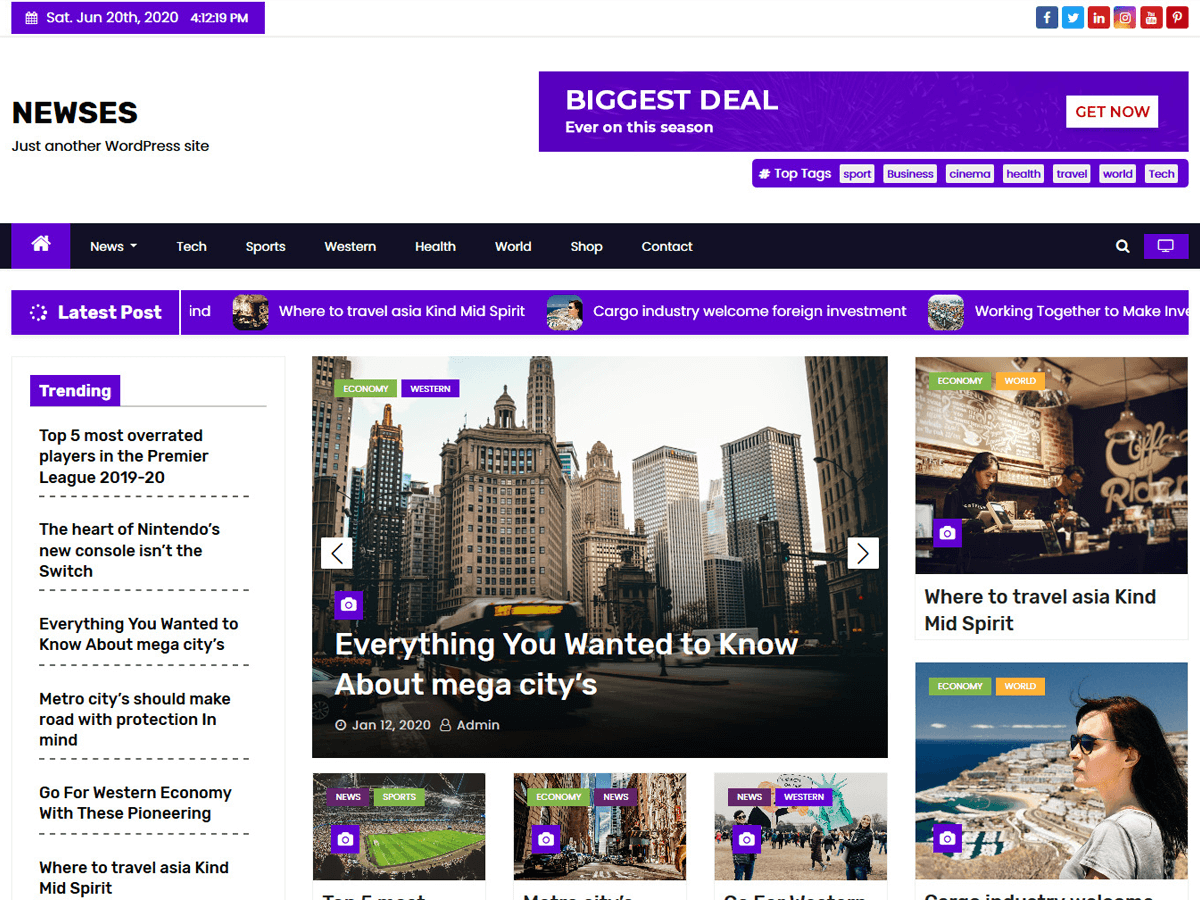 Sat. Jun 20th, 2020 4:12:19 PM
NEWSES
Just another WordPress site
BIGGEST DEAL
Ever on this season
GET NOW
# Top Tags sport Business cinema health travel world Tech
News Tech Sports Western Health World Shop Contact
Latest Post ind Where to travel asia Kind Mid Spirit Cargo industry welcome foreign investment Working Together to Make Inve
Trending
Top 5 most overrated
players in the Premier
League 2019-20
The heart of Nintendo’s
new console isn’t the
Switch
Everything You Wanted to
Know About mega city’s
Metro city’s should make
road with protection In
mind
Go For Western Economy
With These Pioneering
Where to travel asia Kind
Mid Spirit
ECONOMY WESTERN
Everything You Wanted to Know
About mega city’s
Jan 12, 2020 Admin
NEWS SPORTS
Top 5 most
ECONOMY NEWS
Metro city’s
NEWS WESTERN
Go For Western
ECONOMY WORLD
Coffee
Rider
Where to travel asia Kind
Mid Spirit
ECONOMY WORLD
Cargo industry welcome